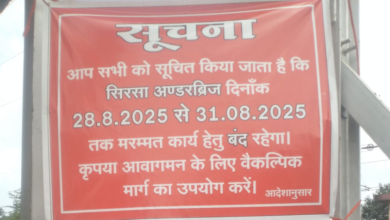 सूचना
आप सभी को सूचित किया जाता है कि
सिरसा अण्डरब्रिज दिनाँक
28.8.2025 से 31.08.2025
तक मरम्मत कार्य हेतु बंद रहेगा।
कृपया आवागमन के लिए वैकल्पिक
मार्ग का उपयोग करें। आदेशानुसार